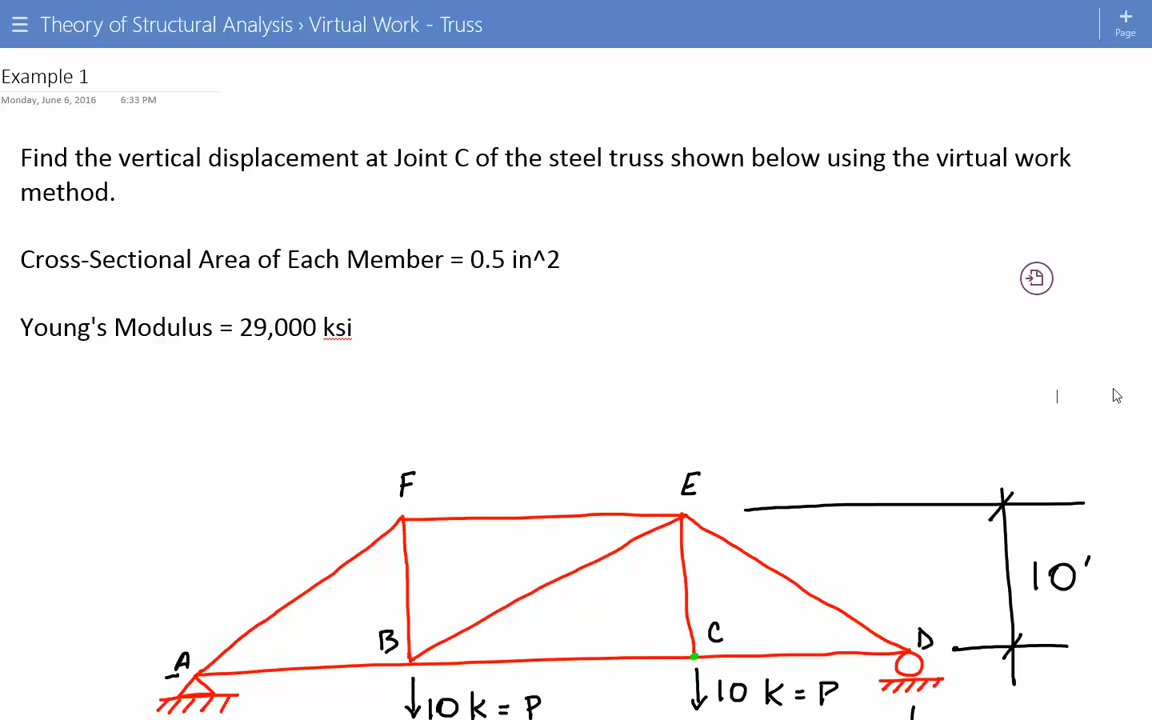 Theory of Structural Analysis › Virtual Work - Truss
+
Page
Example 1
Monday, June 6, 2016 6:33 PM
Find the vertical displacement at Joint C of the steel truss shown below using the virtual work
method.
Cross-Sectional Area of Each Member = 0.5 in^2
Young's Modulus = 29,000 ksi
F E
10'
A B C D
10 k = P 10 k = P